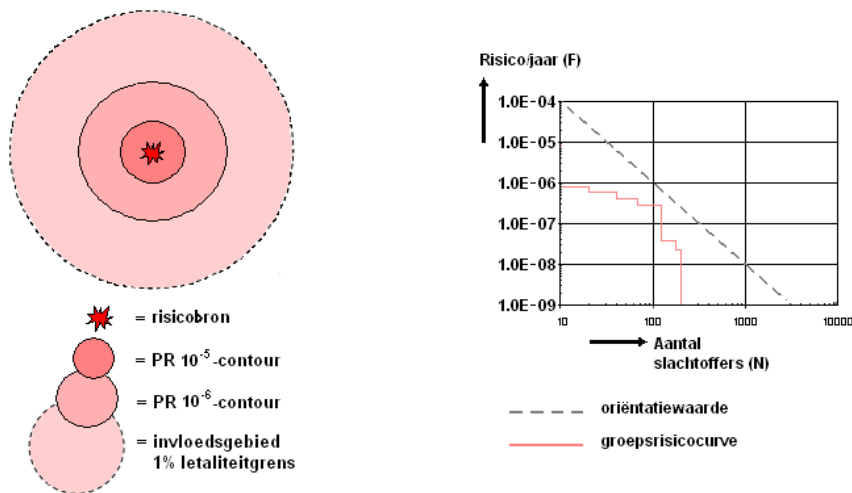 Risico/jaar (F)
1.0E-04
1.0E-05
1.0E-06
1.0E-07
1.0E-08
1.0E-09
10 100 1000 10000
Aantal
slachtoffers (N)
= risicobron
= PR 10⁻⁵-contour
= PR 10⁻⁶-contour
= invloedsgebied
1% letaliteitgrens
oriëntatiewaarde
groepsrisicocurve